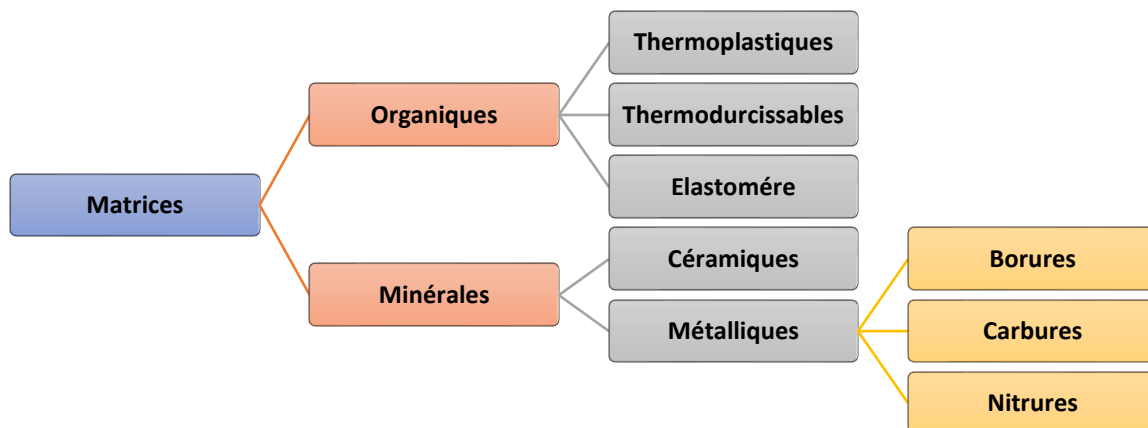 Thermoplastiques
Organiques
Thermodurcissables
Elastomére
Matrices
Céramiques
Borures
Minérales
Métalliques
Carbures
Nitrures